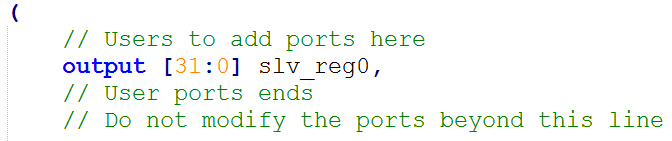 (
// Users to add ports here
output [31:0] slv_reg0,
// User ports ends
// Do not modify the ports beyond this line